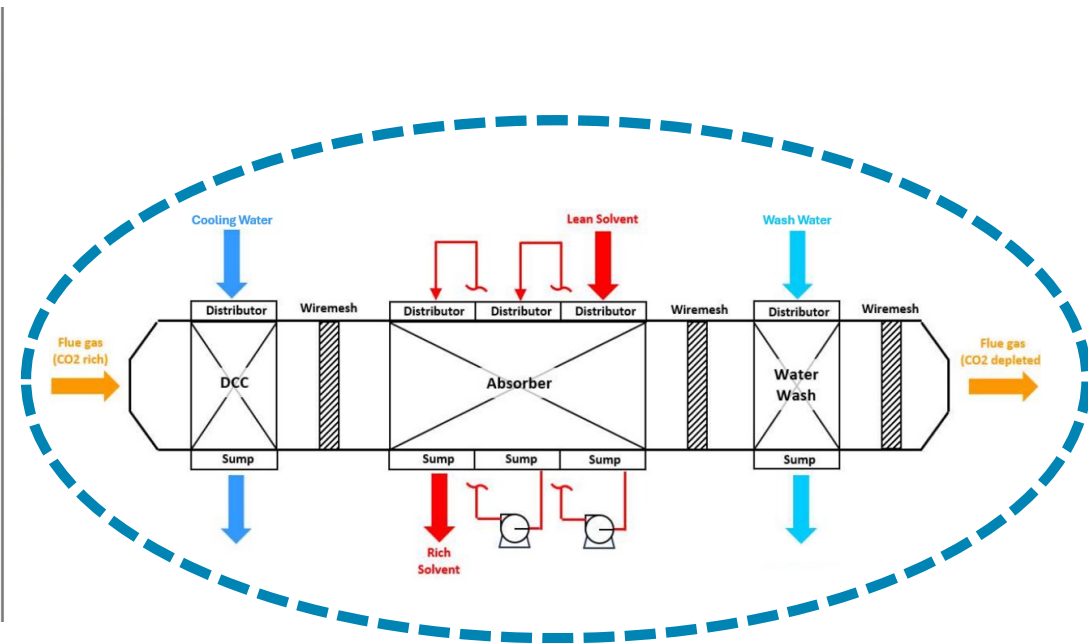 Cooling Water
Lean Solvent
Wash Water
Distributor
Wiremesh
Distributor
Distributor
Distributor
Wiremesh
Distributor
Wiremesh
Flue gas
(CO2 rich)
DCC
Absorber
Water
Wash
Flue gas
(CO2 depleted
Sump
Sump
Sump
Sump
Sump
Rich
Solvent